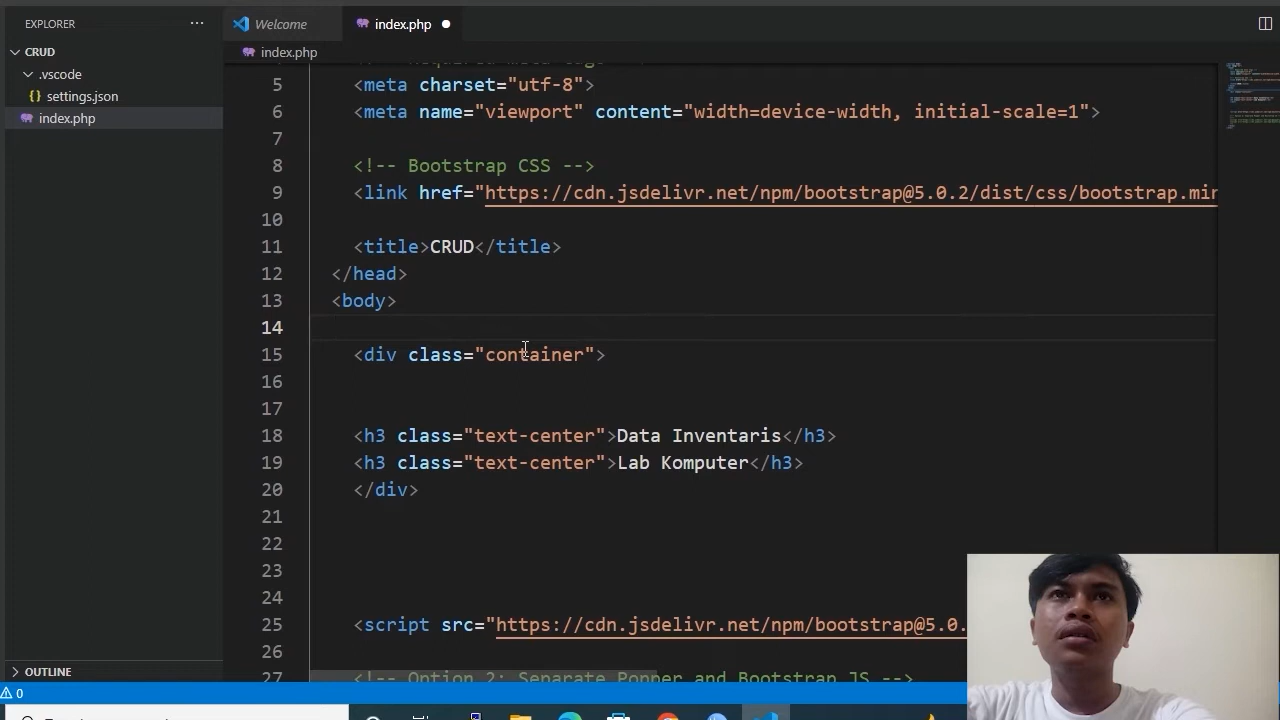 EXPLORER ···
Welcome
index.php
CRUD
index.php
.vscode
{} settings.json
index.php
5 <meta charset="utf-8">
6 <meta name="viewport" content="width=device-width, initial-scale=1">
7
8 <!-- Bootstrap CSS -->
9 <link href="https://cdn.jsdelivr.net/npm/bootstrap@5.0.2/dist/css/bootstrap.min
10
11 <title>CRUD</title>
12 </head>
13 <body>
14
15 <div class="container">
16
17
18 <h3 class="text-center">Data Inventaris</h3>
19 <h3 class="text-center">Lab Komputer</h3>
20 </div>
21
22
23
24
25 <script src="https://cdn.jsdelivr.net/npm/bootstrap@5.0.
26
27 <!-- Option 2: Separate Popper and Bootstrap JS -->
OUTLINE
0